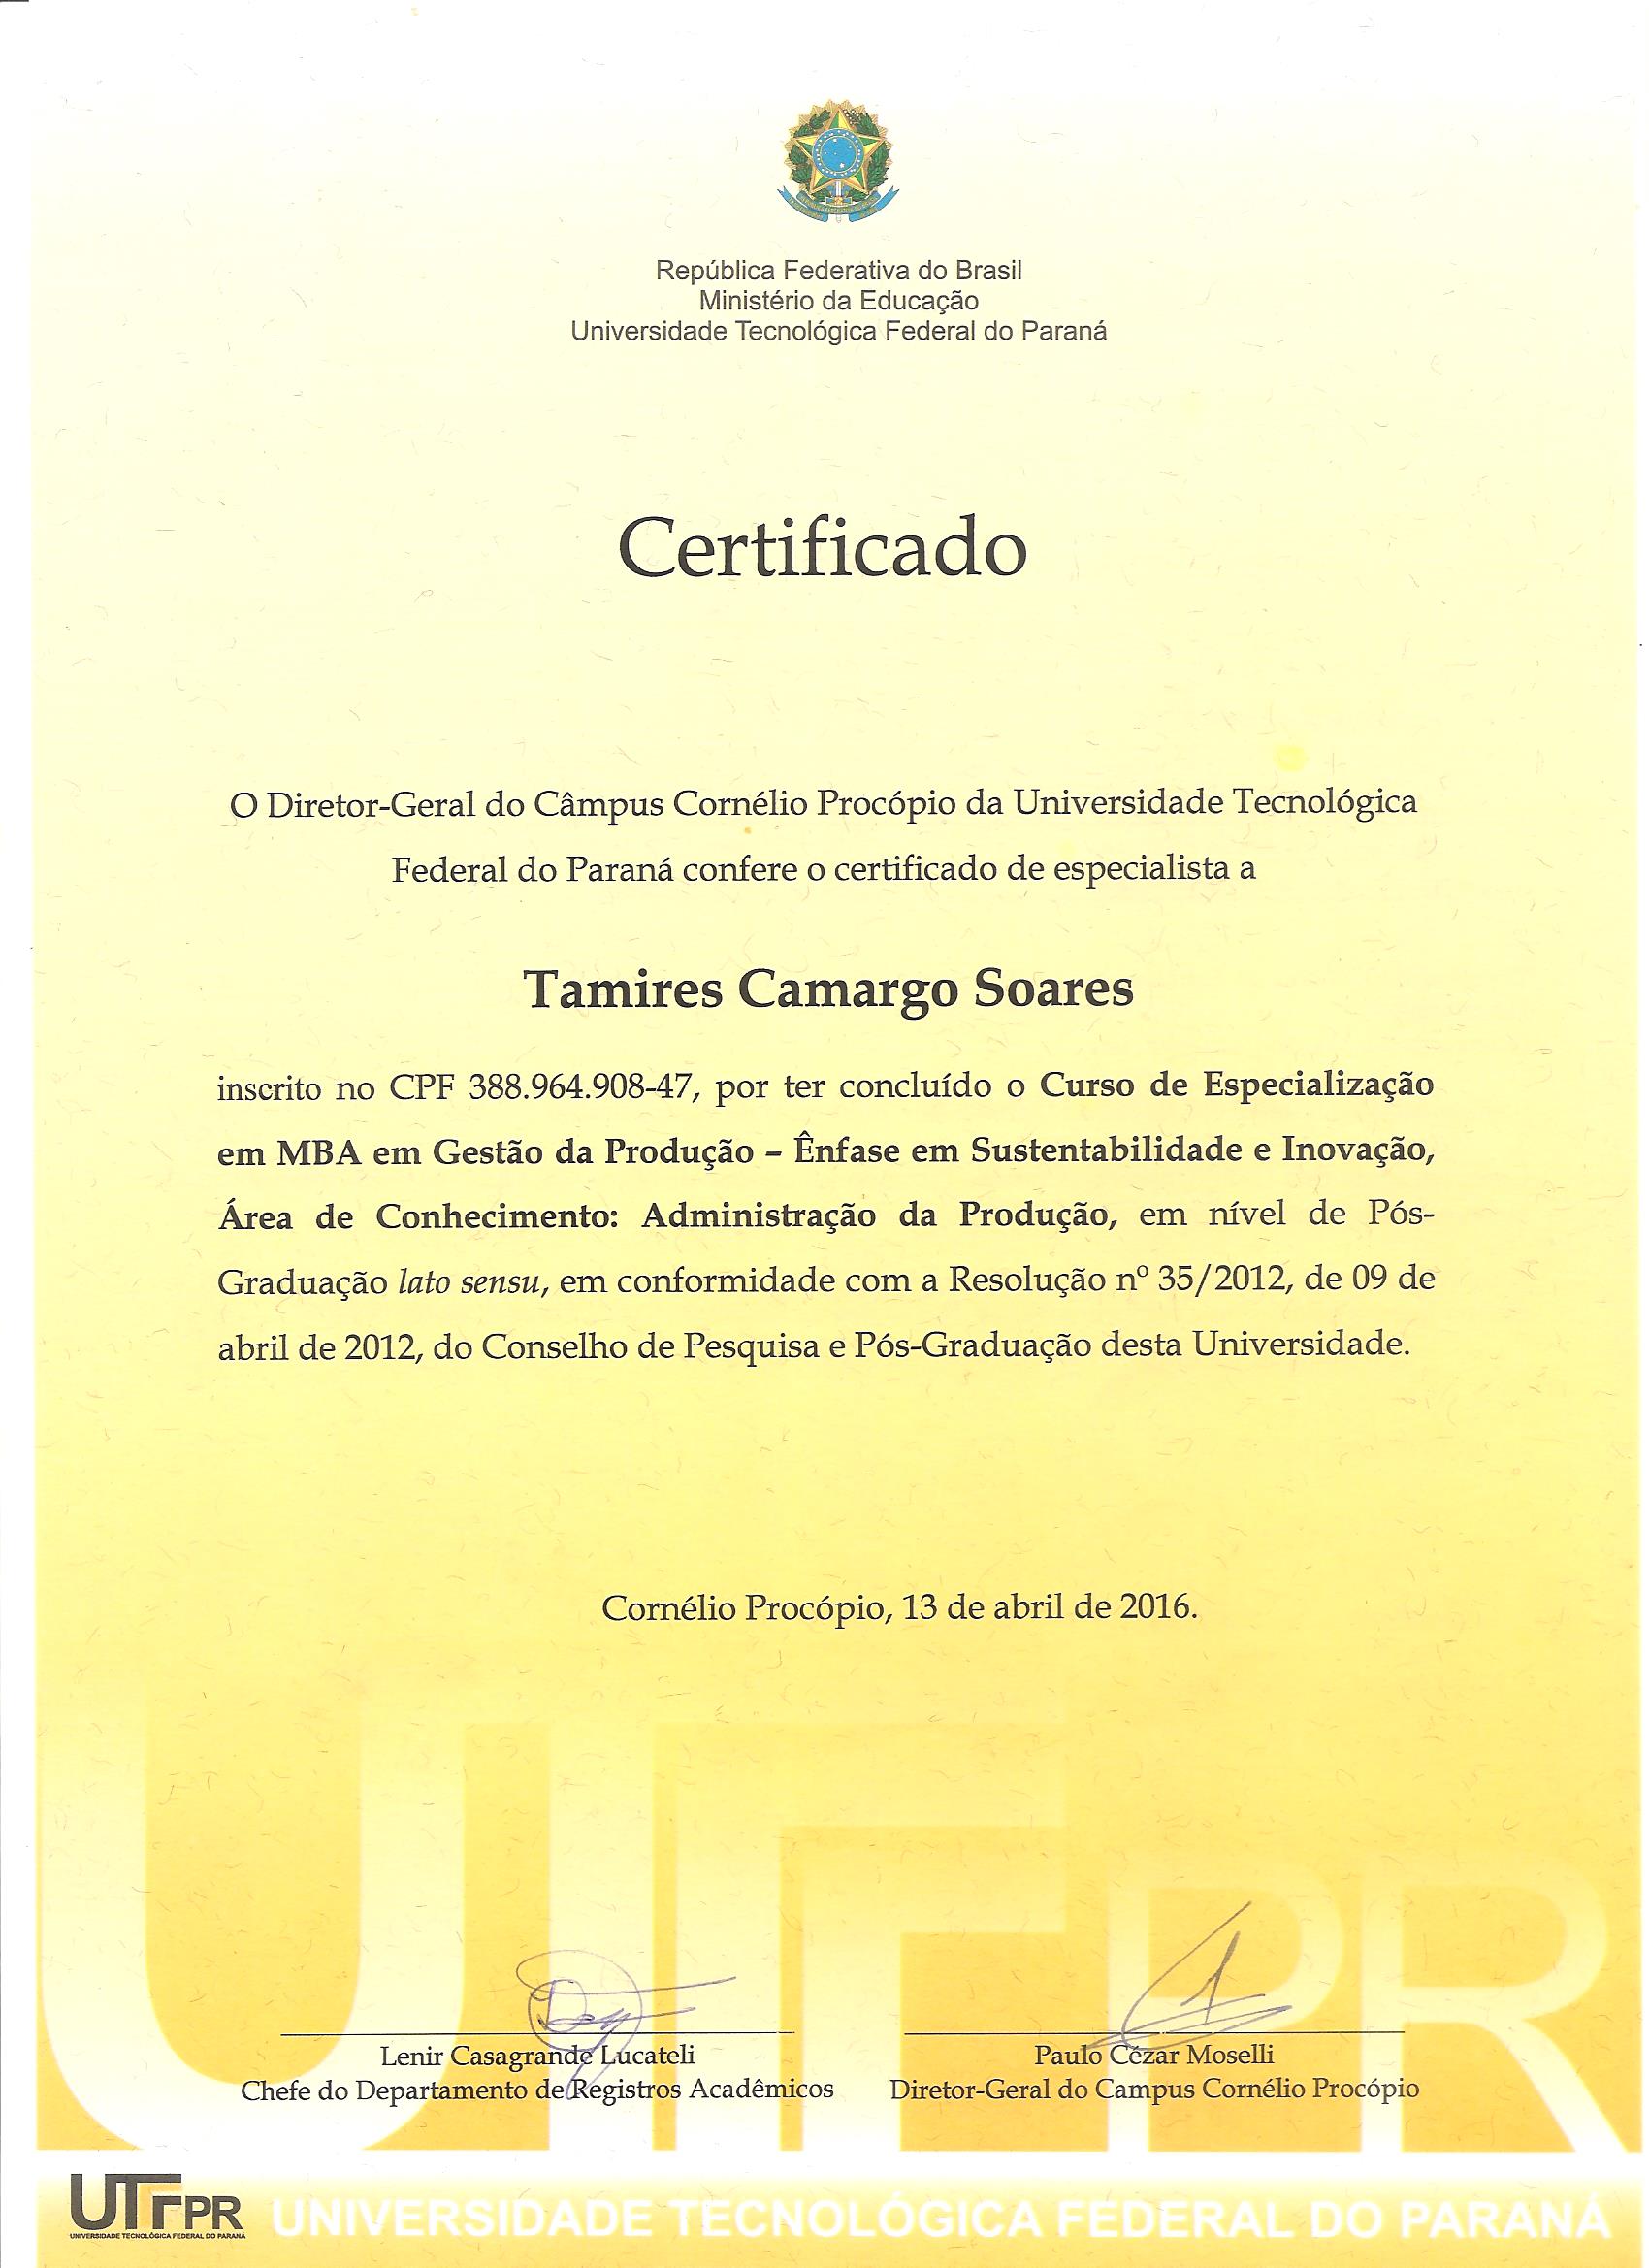 República Federativa do Brasil
Ministério da Educação
Universidade Tecnológica Federal do Paraná
Certificado
O Diretor-Geral do Câmpus Cornélio Procópio da Universidade Tecnológica
Federal do Paraná confere o certificado de especialista a
Tamires Camargo Soares
inscrito no CPF 388.964.908-47, por ter concluído o Curso de Especialização
em MBA em Gestão da Produção – Ênfase em Sustentabilidade e Inovação,
Área de Conhecimento: Administração da Produção, em nível de Pós-
Graduação lato sensu, em conformidade com a Resolução nº 35/2012, de 09 de
abril de 2012, do Conselho de Pesquisa e Pós-Graduação desta Universidade.
Cornélio Procópio, 13 de abril de 2016.
UTFPR
Lenir Casagrande Lucateli
Chefe do Departamento de Registros Acadêmicos
Paulo Cézar Moselli
Diretor-Geral do Campus Cornélio Procópio
UTFPR
UNIVERSIDADE TECNOLÓGICA FEDERAL DO PARANÁ
UNIVERSIDADE TECNOLÓGICA FEDERAL DO PARANÁ